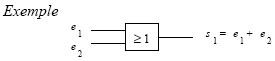 Exemple
e1
e2
≥ 1
s1 = e1 + e2